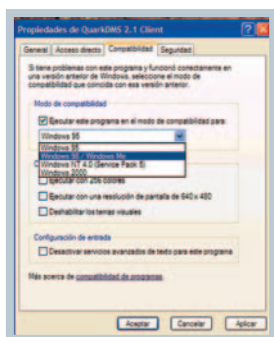 Propiedades de QuarkDMS 2.1 Client
General Acceso directo Compatibilidad Seguridad
Si tiene problemas con este programa y funcionó correctamente en
una versión anterior de Windows, seleccione el modo de
compatibilidad que coincida con esa versión anterior.
Modo de compatibilidad
Ejecutar este programa en el modo de compatibilidad para:
Windows 95
Windows 95
Windows 98 / Windows Me
Windows NT 4.0 (Service Pack 5)
Windows 2000
Ejecutar con 256 colores
Ejecutar con una resolución de pantalla de 640 x 480
Deshabilitar los temas visuales
Configuración de entrada
Desactivar servicios avanzados de texto para este programa
Más acerca de compatibilidad de programas.
Aceptar Cancelar Aplicar